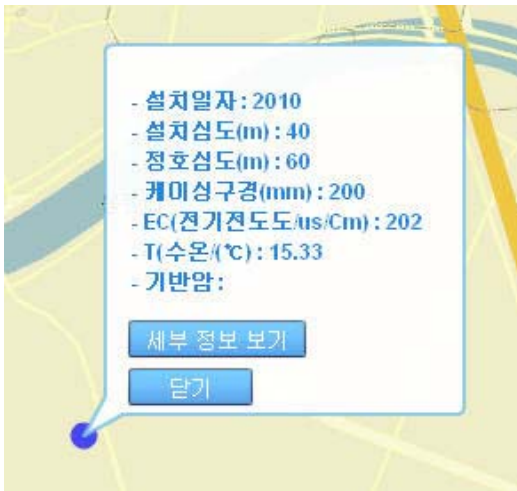 - 설치일자 : 2010
- 설치심도(m) : 40
- 정호심도(m) : 60
- 케이싱구경(mm) : 200
- EC(전기전도도/us/Cm) : 202
- T(수온/(℃) : 15.33
- 기반암 :
세부 정보 보기
닫기